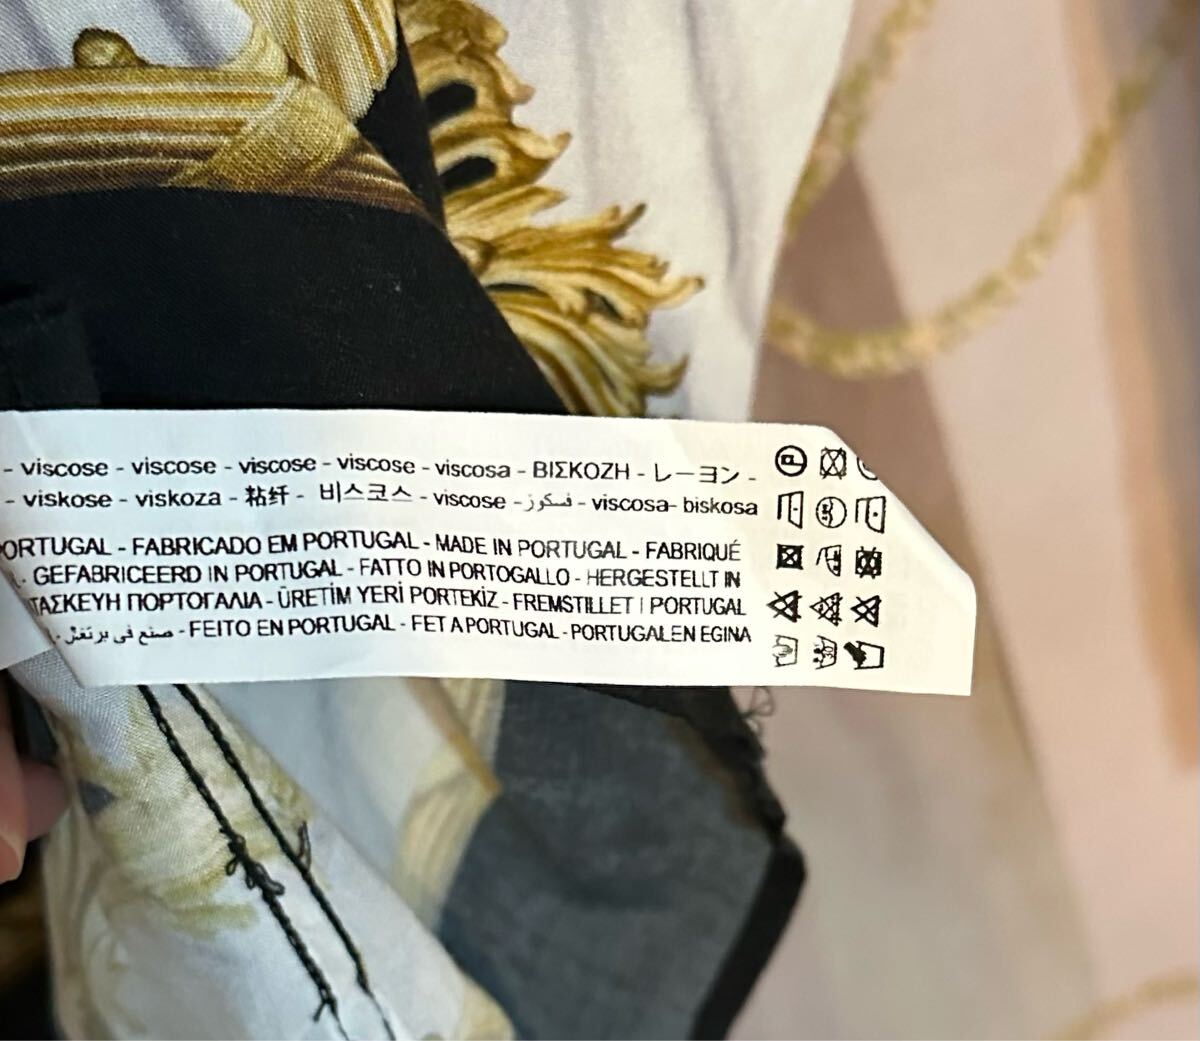 - viscose - viscose - viscose - viscose - viscosa - ΒΙΣΚΟΖΗ - レーヨン -
- viskose - viskoza - 粘纤 - 비스코스 - viscose - فسكوز - viscosa- biskosa
PORTUGAL - FABRICADO EM PORTUGAL - MADE IN PORTUGAL - FABRIQUÉ
- GEFABRICEERD IN PORTUGAL - FATTO IN PORTOGALLO - HERGESTELLT IN
ΤΑΣΚΕΥΗ ΠΟΡΤΟΓΑΛΙΑ - ÜRETİM YERİ PORTEKİZ - FREMSTILLET I PORTUGAL
صنع في برتغال - FEITO EN PORTUGAL - FET A PORTUGAL - PORTUGALEN EGINA